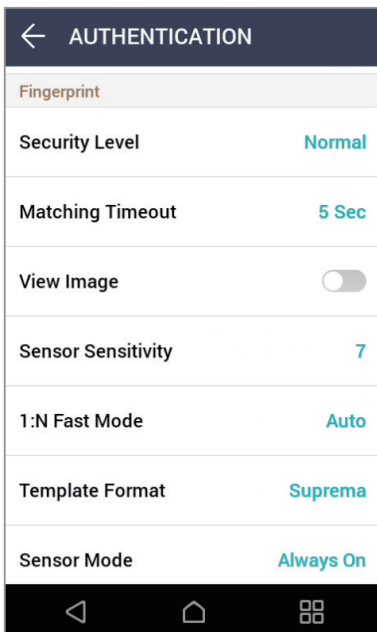 AUTHENTICATION
Fingerprint
Security Level Normal
Matching Timeout 5 Sec
View Image
Sensor Sensitivity 7
1:N Fast Mode Auto
Template Format Suprema
Sensor Mode Always On